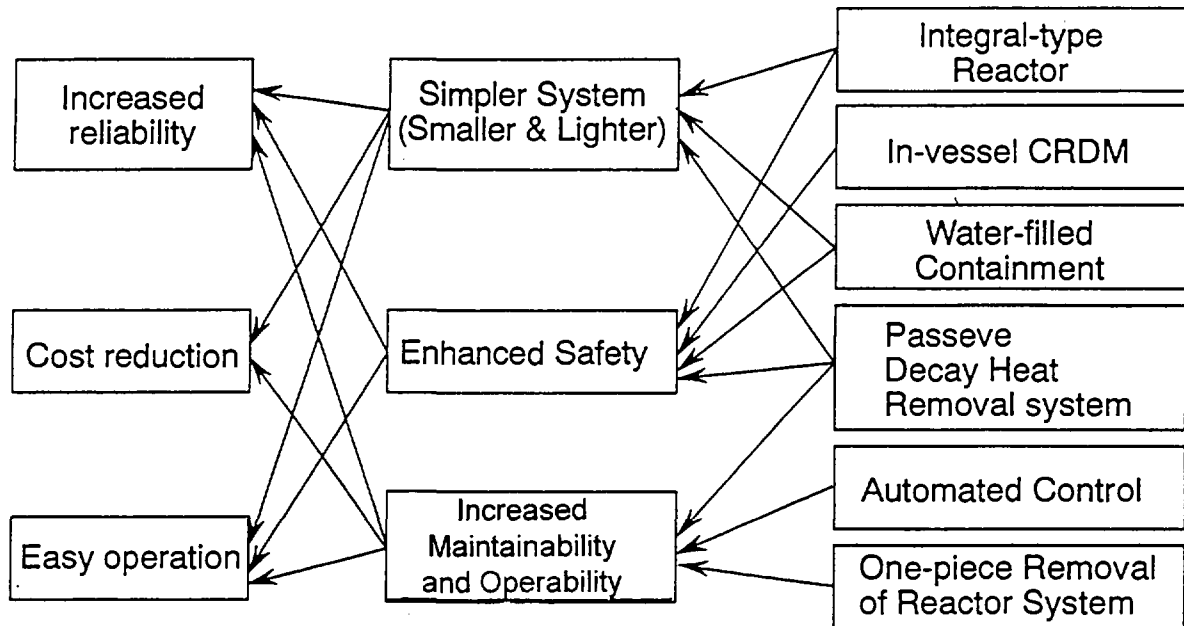 Increased
reliability
Cost reduction
Easy operation
Simpler System
(Smaller & Lighter)
Enhanced Safety
Increased
Maintainability
and Operability
Integral-type
Reactor
In-vessel CRDM
Water-filled
Containment
Passeve
Decay Heat
Removal system
Automated Control
One-piece Removal
of Reactor System